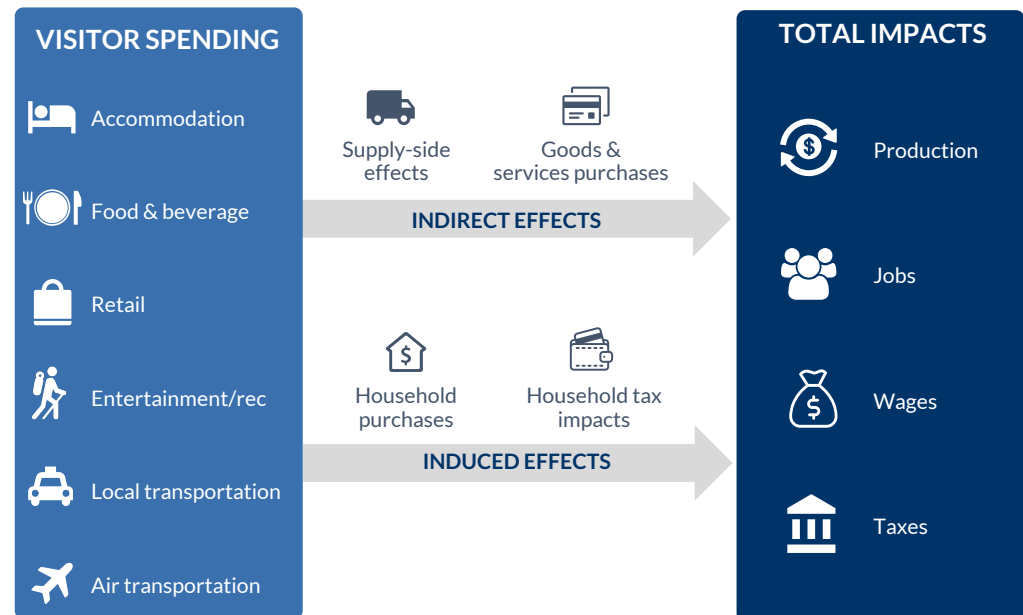 VISITOR SPENDING
Accommodation
Food & beverage
Retail
Entertainment/rec
Local transportation
Air transportation
Supply-side
effects
Goods &
services purchases
INDIRECT EFFECTS
Household
purchases
Household tax
impacts
INDUCED EFFECTS
TOTAL IMPACTS
Production
Jobs
Wages
Taxes